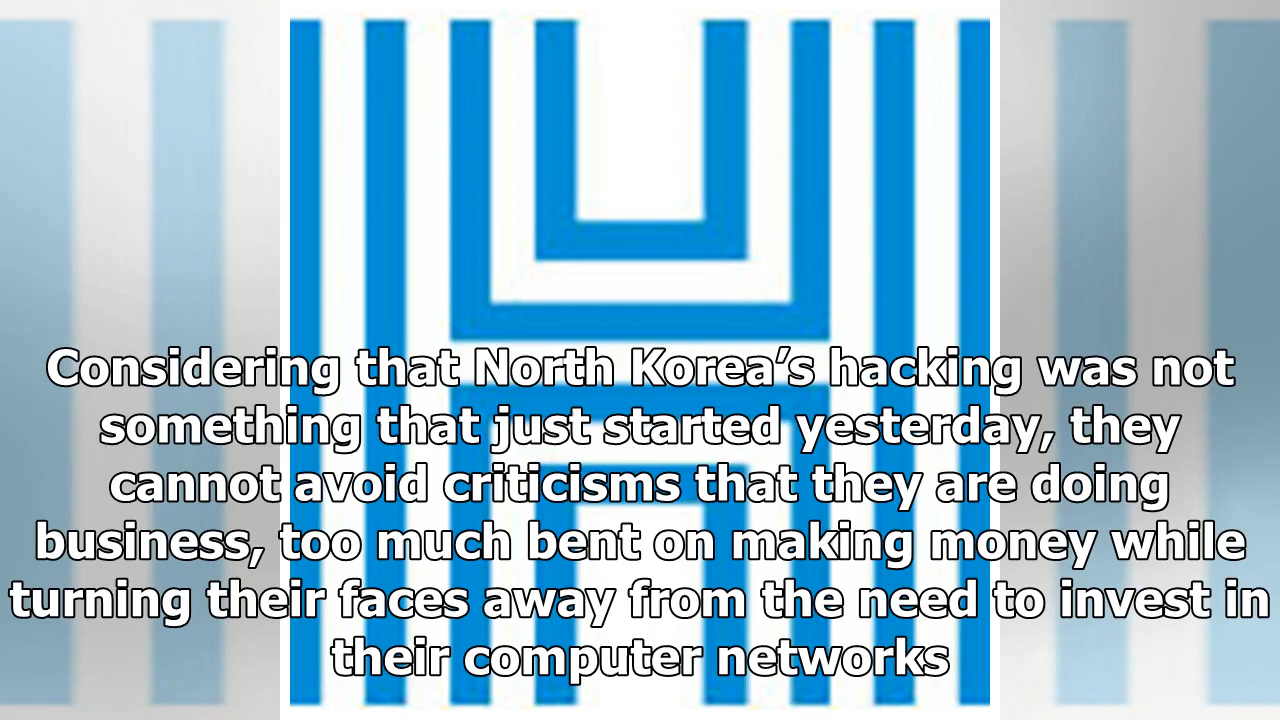 Considering that North Korea’s hacking was not
something that just started yesterday, they
cannot avoid criticisms that they are doing
business, too much bent on making money while
turning their faces away from the need to invest in
their computer networks